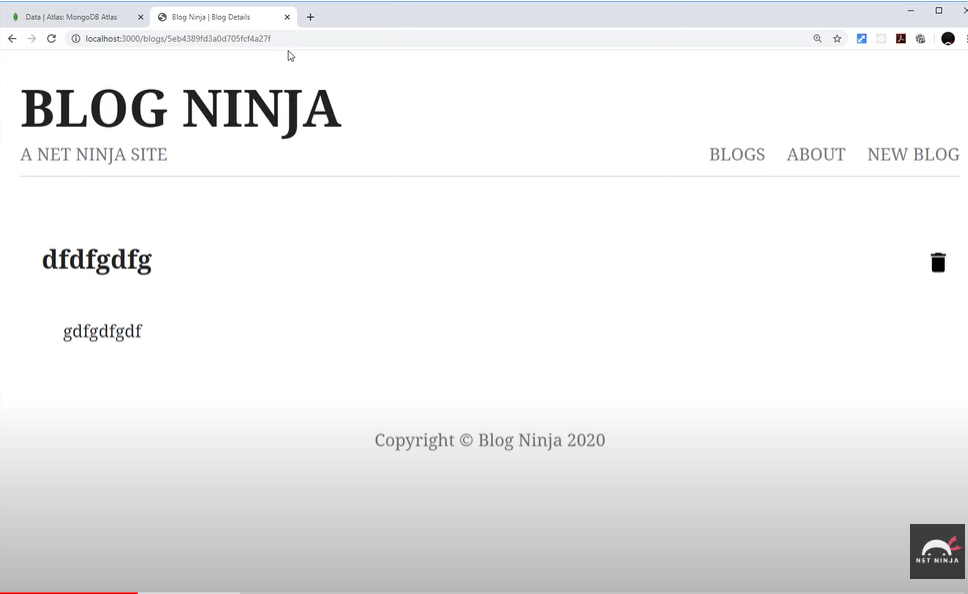 Data | Atlas: MongoDB Atlas
Blog Ninja | Blog Details
localhost:3000/blogs/5eb4389fd3a0d705fcf4a27f
BLOG NINJA
A NET NINJA SITE
BLOGS ABOUT NEW BLOG
dfdfgdfg
gdfgdfgdf
Copyright © Blog Ninja 2020
NET NINJA